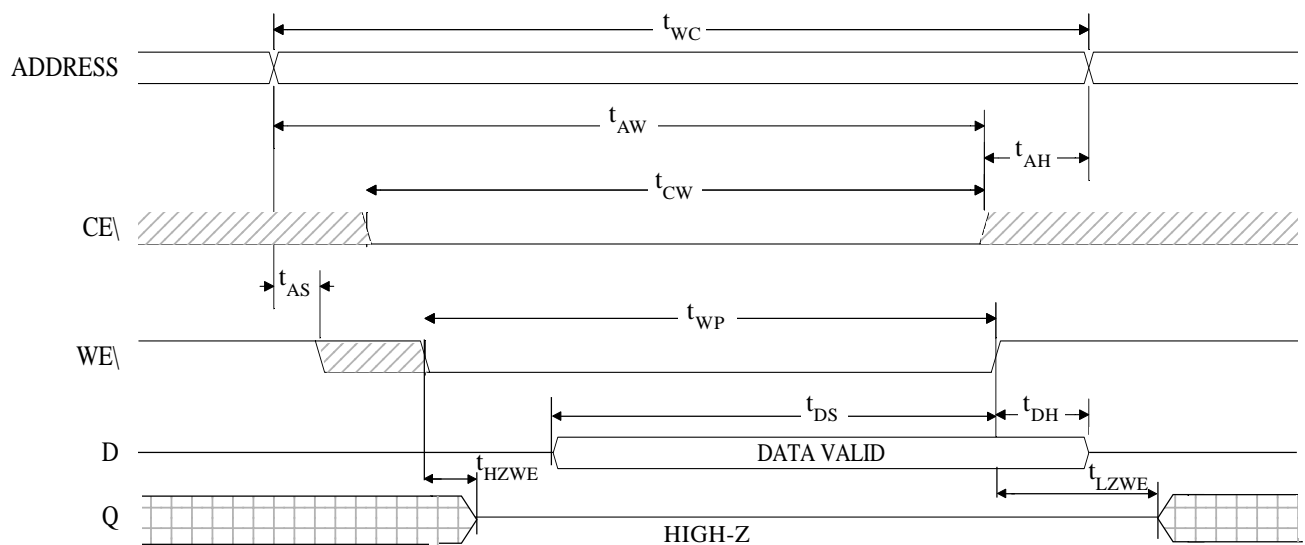 tWC
ADDRESS
tAW
tAH
tCW
CE\
tAS
tWP
WE\
tDS
tDH
D
DATA VALID
tHZWE
tLZWE
Q
HIGH-Z